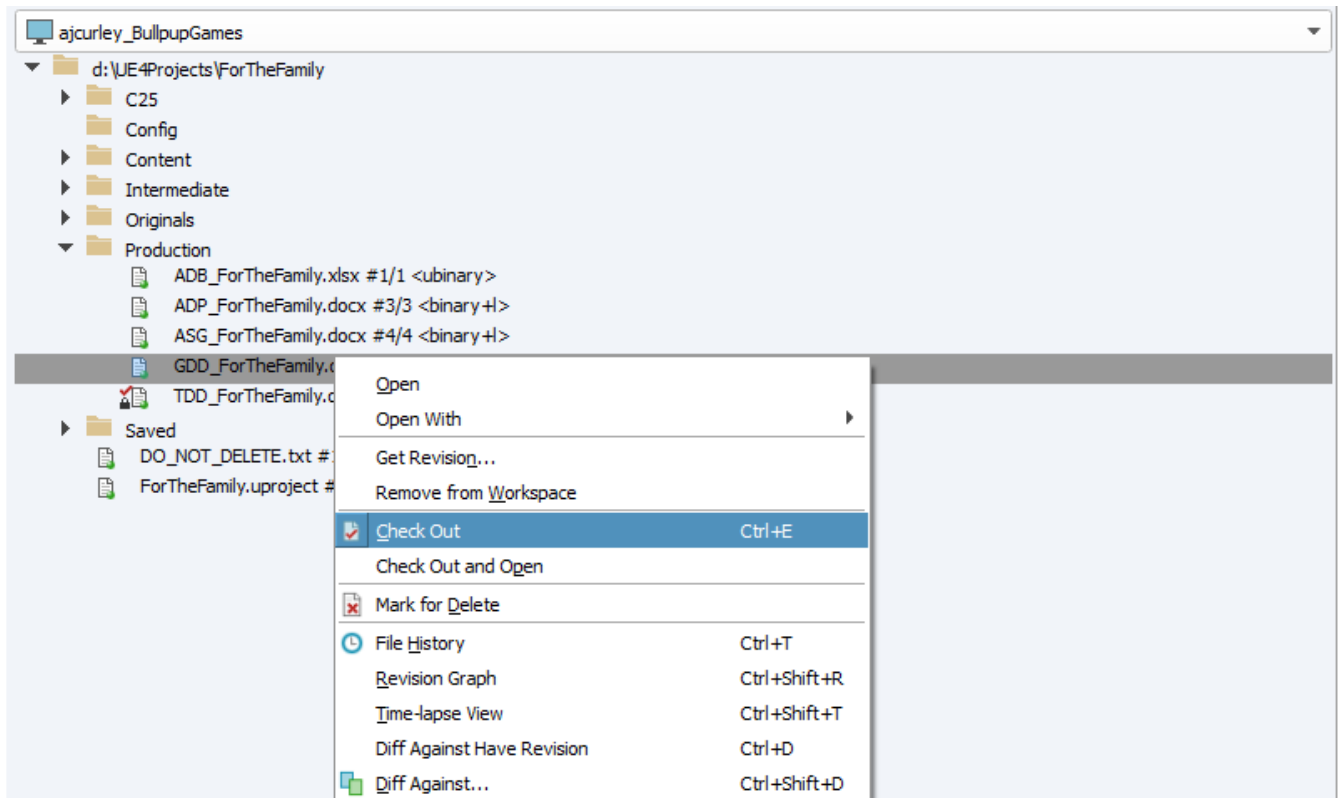 ajcurley_BullpupGames
d:\UE4Projects\ForTheFamily
C25
Config
Content
Intermediate
Originals
Production
ADB_ForTheFamily.xlsx #1/1 <ubinary>
ADP_ForTheFamily.docx #3/3 <binary+l>
ASG_ForTheFamily.docx #4/4 <binary+l>
GDD_ForTheFamily.
TDD_ForTheFamily.
Saved
DO_NOT_DELETE.txt #
ForTheFamily.uproject #
Open
Open With
Get Revision...
Remove from Workspace
Check Out Ctrl+E
Check Out and Open
Mark for Delete
File History Ctrl+T
Revision Graph Ctrl+Shift+R
Time-lapse View Ctrl+Shift+T
Diff Against Have Revision Ctrl+D
Diff Against... Ctrl+Shift+D